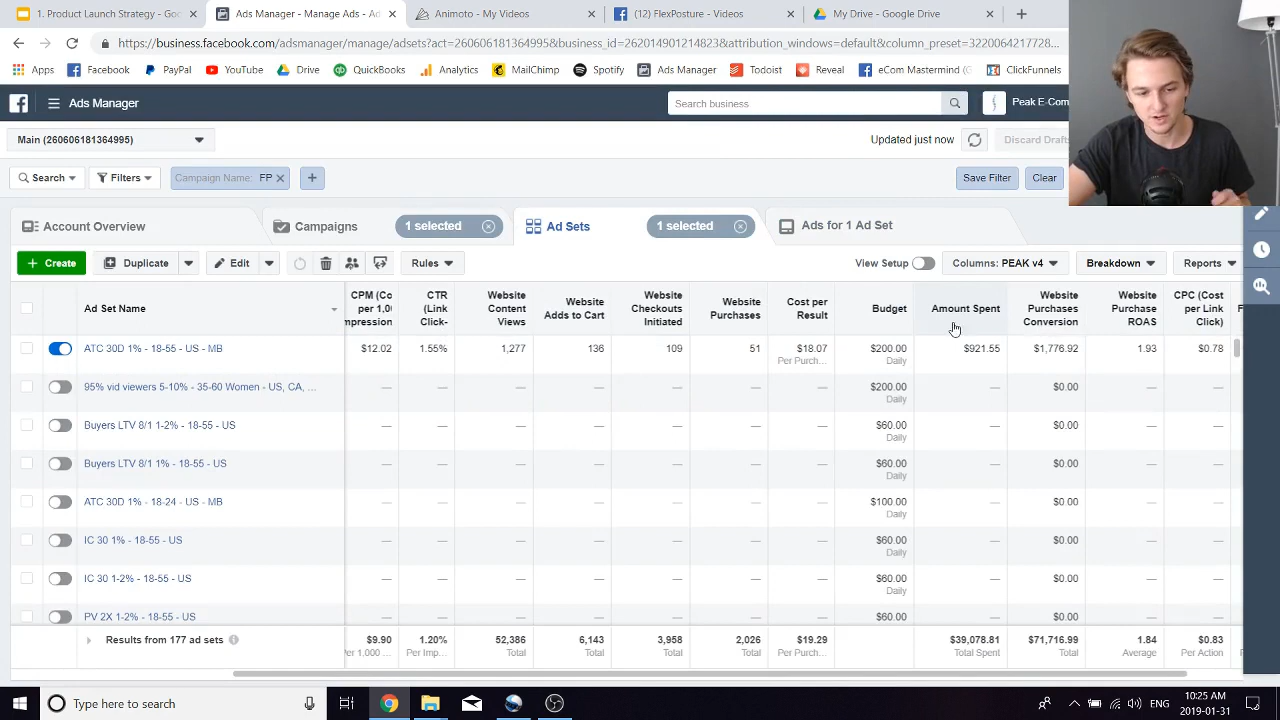 1. Product Launch Strategy - Go
Ads Manager - Manage Ads - Ad
Animoto - My Videos
(12) FlexPosture - Videos
My Drive - Google Drive
https://business.facebook.com/adsmanager/manage/adsets?act=260606181364995&business_id=262014901214823&attribution_windows=default&column_preset=3220064217728...
Apps Facebook PayPal YouTube Drive QuickBooks Analytics MailChimp Spotify Ads Manager Todoist Reveal eCom Mastermind (G ClickFunnels
Ads Manager
Search business
Peak E-Com
Main (260606181364995)
Updated just now
Discard Drafts
Search
Filters
Campaign Name: FP
Save Filter
Clear
Account Overview
Campaigns
1 selected
Ad Sets
1 selected
Ads for 1 Ad Set
+ Create
Duplicate
Edit
Rules
View Setup
Columns: PEAK v4
Breakdown
Reports
Ad Set Name
CPM (Co
per 1,0
mpression
CTR
(Link
Click-
Website
Content
Views
Website
Adds to Cart
Website
Checkouts
Initiated
Website
Purchases
Cost per
Result
Budget
Amount Spent
Website
Purchases
Conversion
Website
Purchase
ROAS
CPC (Cost
per Link
Click)
ATC 30D 1% - 18-55 - US - MB $12.02 1.55% 1,277 136 109 51 $18.07 $200.00 $921.55 $1,776.92 1.93 $0.78
Per Purch... Daily
95% vid viewers 5-10% - 35-60 Women - US, CA, ... — — — — — — — $200.00 — $0.00 — —
Daily
Buyers LTV 8/1 1-2% - 18-55 - US — — — — — — — $60.00 — $0.00 — —
Daily
Buyers LTV 8/1 1% - 18-55 - US — — — — — — — $60.00 — $0.00 — —
Daily
ATC 30D 1% - 18-24 - US - MB — — — — — — — $100.00 — $0.00 — —
Daily
IC 30 1% - 18-55 - US — — — — — — — $60.00 — $0.00 — —
Daily
IC 30 1-2% - 18-55 - US — — — — — — — $60.00 — $0.00 — —
Daily
PV 2X 1-2% - 18-55 - US — — — — — — — $60.00 — $0.00 — —
Results from 177 ad sets $9.90 1.20% 52,386 6,143 3,958 2,026 $19.29 $39,078.81 $71,716.99 1.84 $0.83
er 1,000 ... Per Imp... Total Total Total Total Per Purch... Total Spent Total Average Per Action
Type here to search
ENG
10:25 AM
2019-01-31